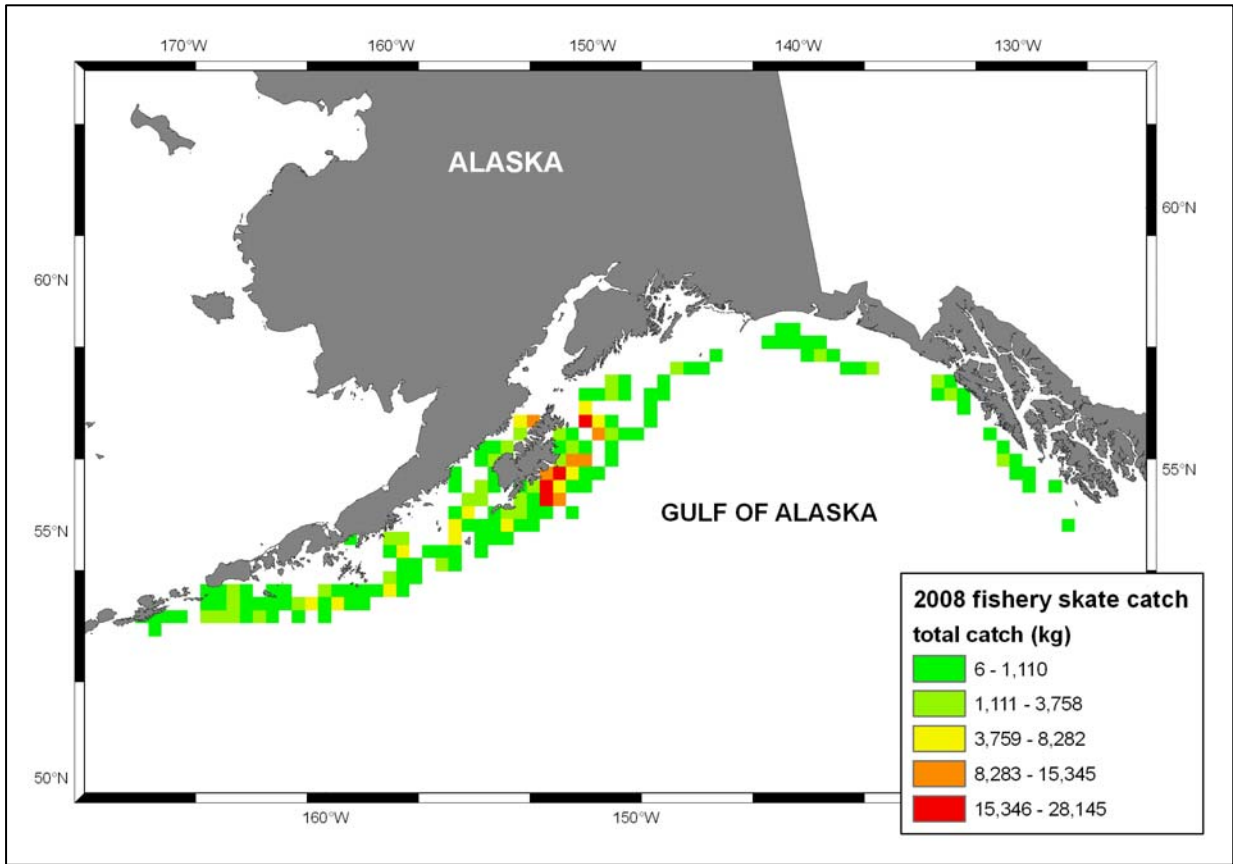 170°W 160°W 150°W 140°W 130°W
ALASKA
60°N
60°N
55°N
55°N
GULF OF ALASKA
2008 fishery skate catch
total catch (kg)
6 - 1,110
1,111 - 3,758
3,759 - 8,282
8,283 - 15,345
15,346 - 28,145
50°N
160°W 150°W